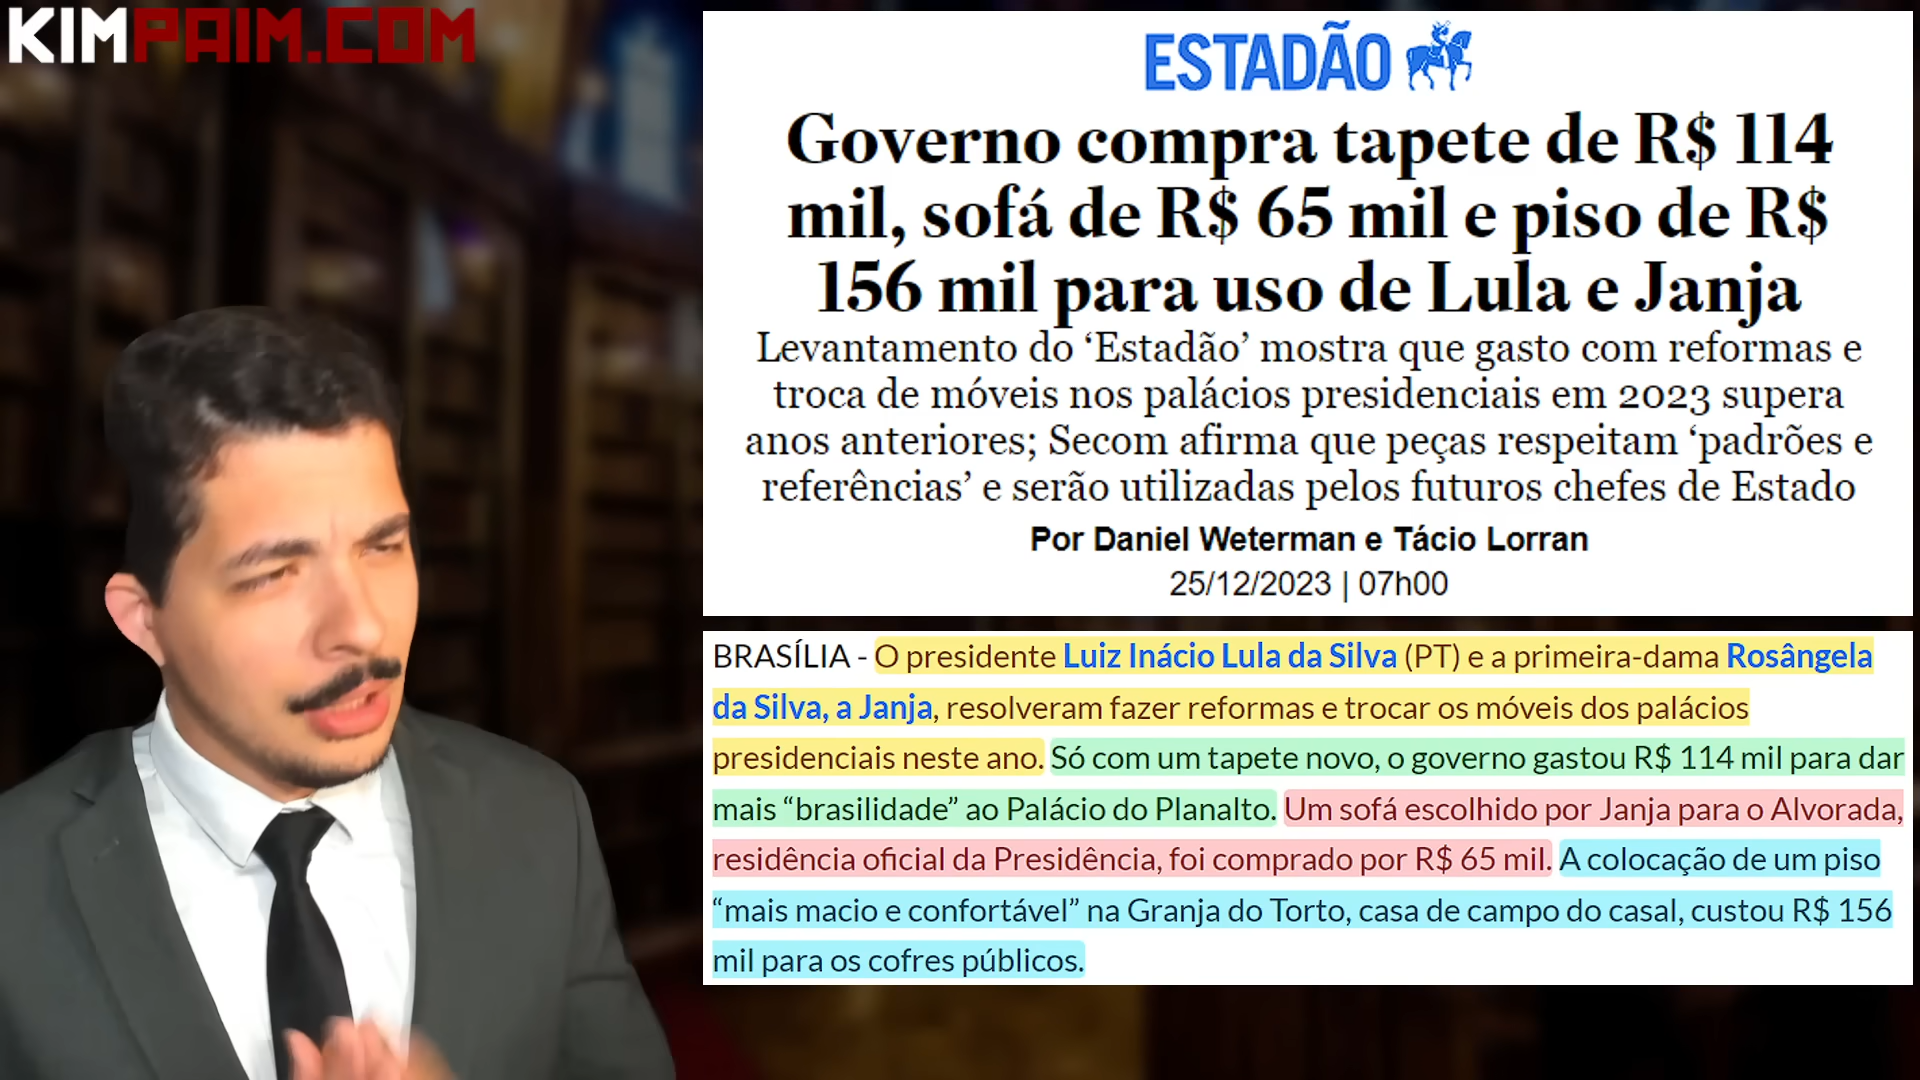 KIMPAIM.COM
ESTADÃO
Governo compra tapete de R$ 114
mil, sofá de R$ 65 mil e piso de R$
156 mil para uso de Lula e Janja
Levantamento do ‘Estadão’ mostra que gasto com reformas e
troca de móveis nos palácios presidenciais em 2023 supera
anos anteriores; Secom afirma que peças respeitam ‘padrões e
referências’ e serão utilizadas pelos futuros chefes de Estado
Por Daniel Weterman e Tácio Lorran
25/12/2023 | 07h00
BRASÍLIA - O presidente Luiz Inácio Lula da Silva (PT) e a primeira-dama Rosângela
da Silva, a Janja, resolveram fazer reformas e trocar os móveis dos palácios
presidenciais neste ano. Só com um tapete novo, o governo gastou R$ 114 mil para dar
mais “brasilidade” ao Palácio do Planalto. Um sofá escolhido por Janja para o Alvorada,
residência oficial da Presidência, foi comprado por R$ 65 mil. A colocação de um piso
“mais macio e confortável” na Granja do Torto, casa de campo do casal, custou R$ 156
mil para os cofres públicos.